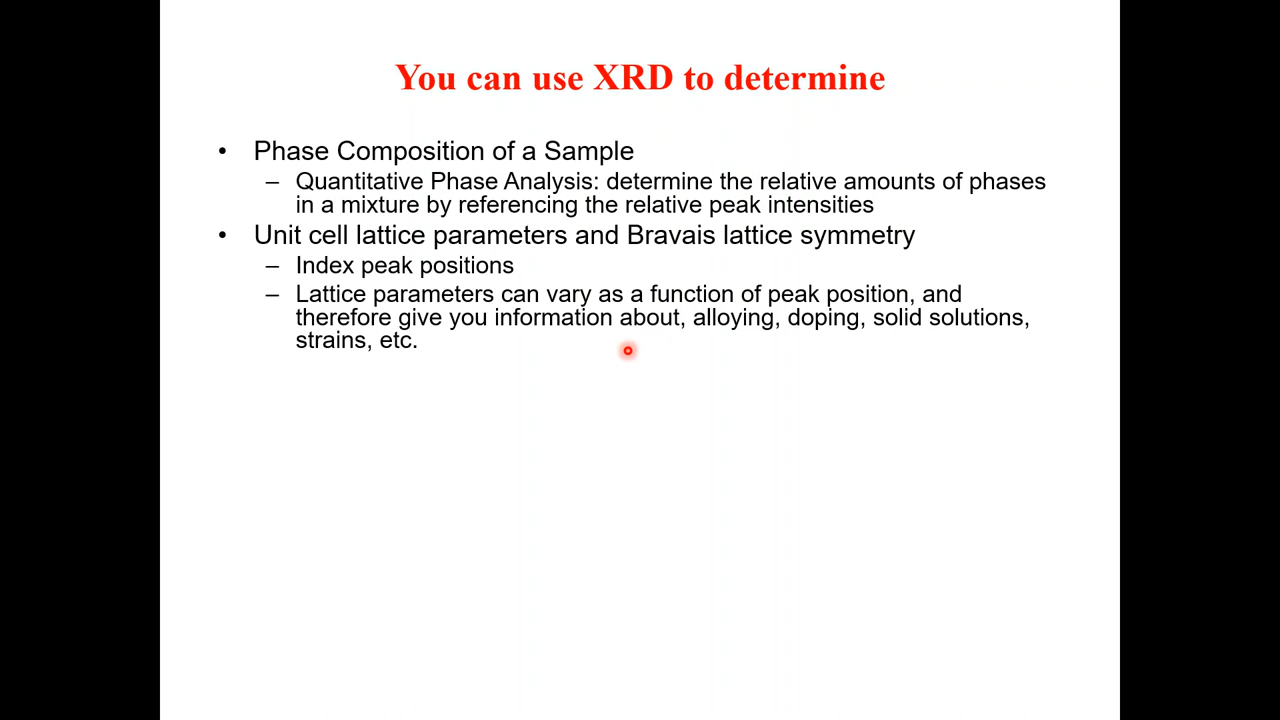 You can use XRD to determine
• Phase Composition of a Sample
– Quantitative Phase Analysis: determine the relative amounts of phases
in a mixture by referencing the relative peak intensities
• Unit cell lattice parameters and Bravais lattice symmetry
– Index peak positions
– Lattice parameters can vary as a function of peak position, and
therefore give you information about, alloying, doping, solid solutions,
strains, etc.